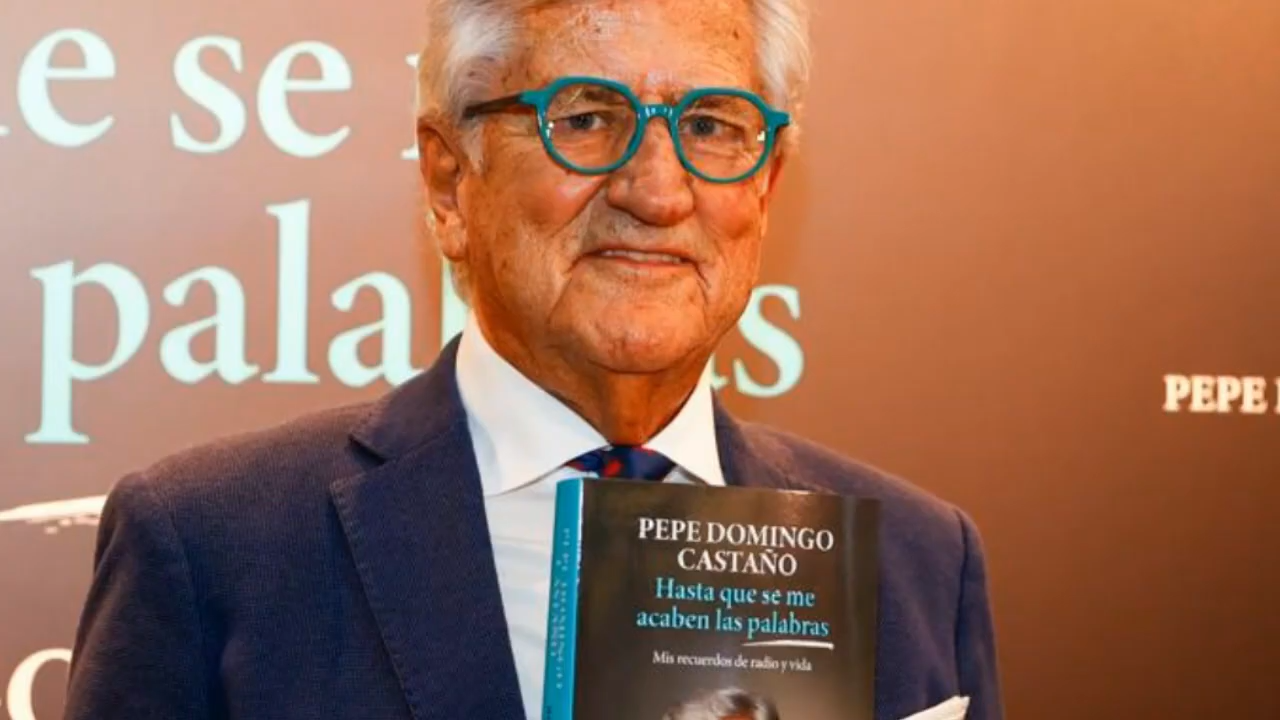 e se
palab as
PEPE
PEPE DOMINGO
CASTAÑO
Hasta que se me
acaben las palabras
Mis recuerdos de radio y vida